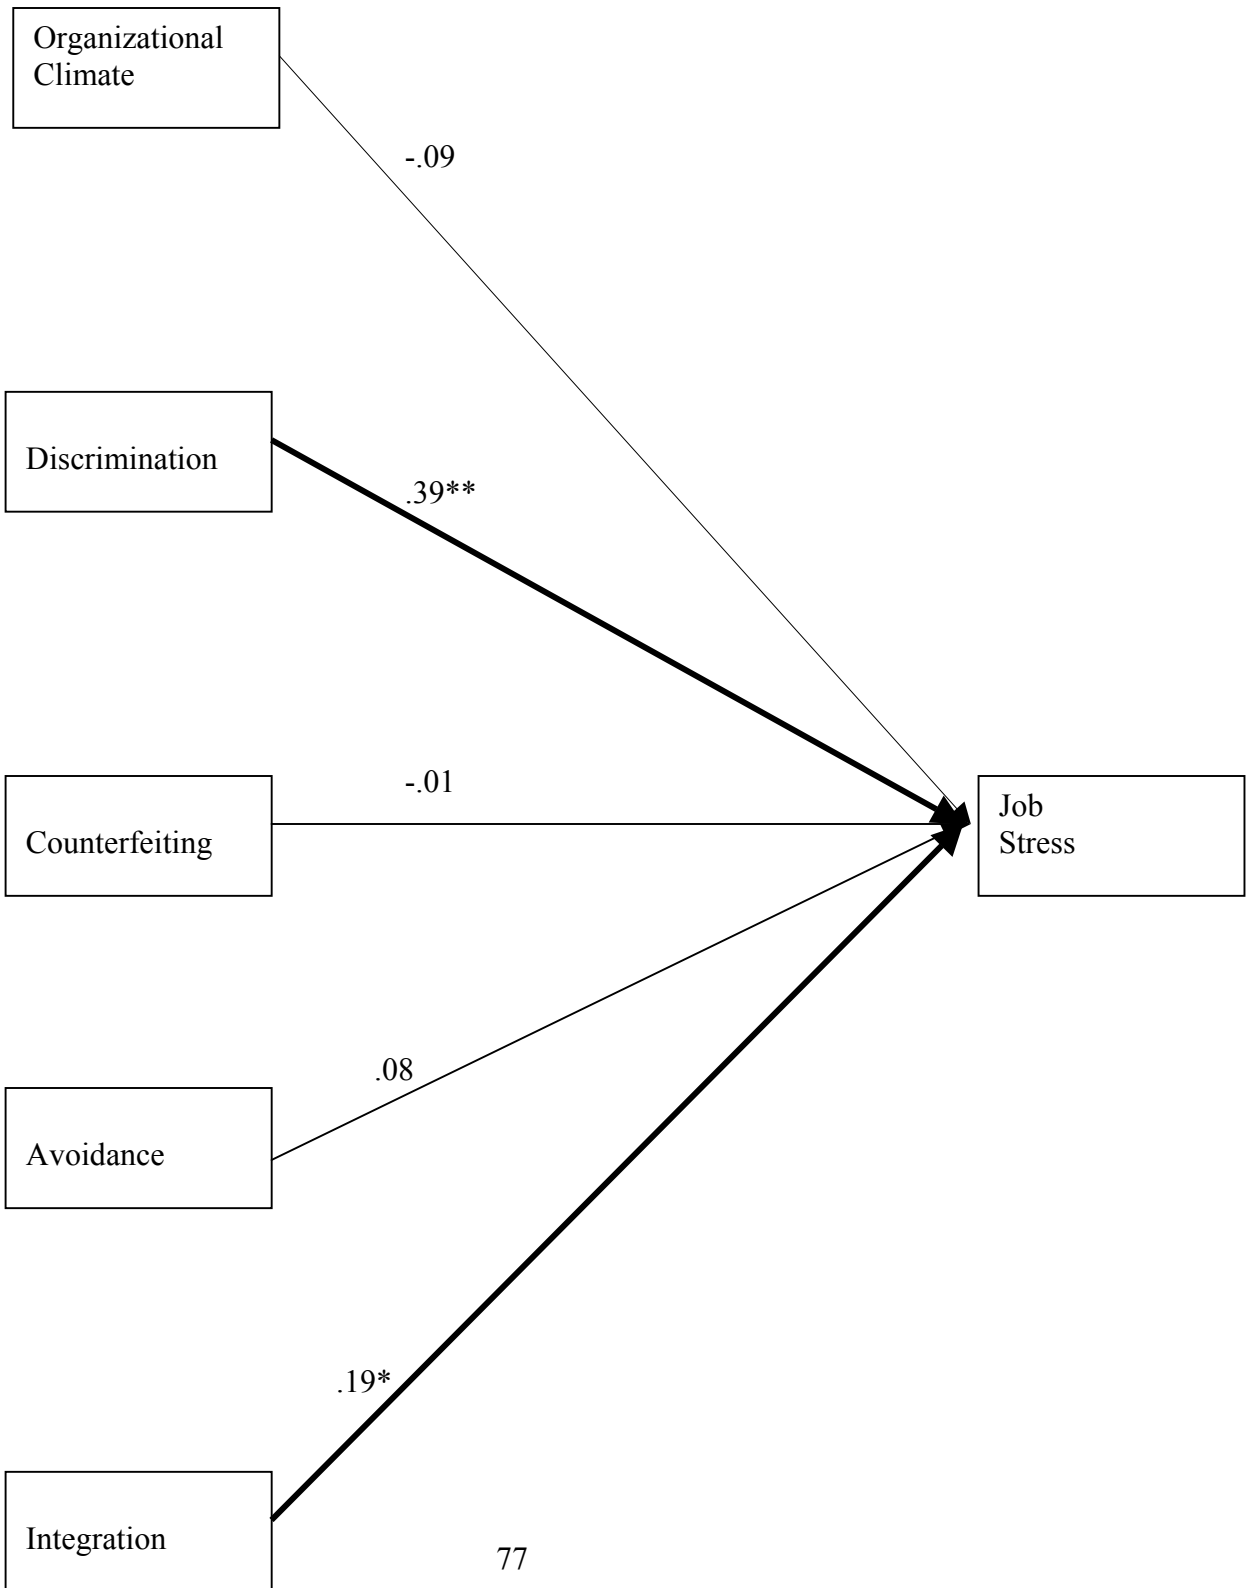 Organizational
Climate
-.09
Discrimination
.39**
-.01
Counterfeiting
Job
Stress
.08
Avoidance
.19*
Integration
77